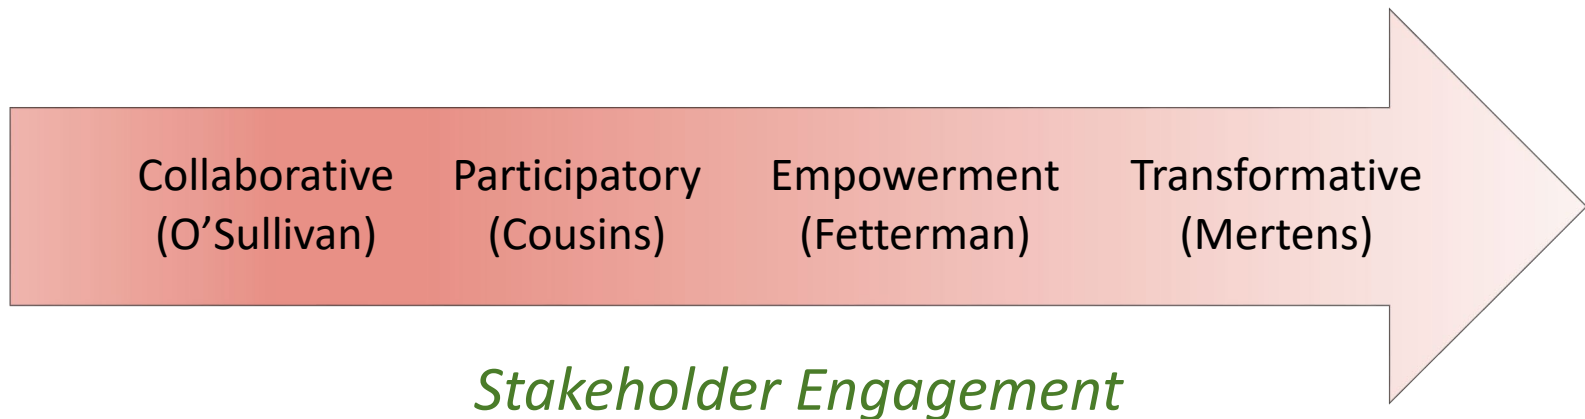 Collaborative Participatory Empowerment Transformative
(O’Sullivan) (Cousins) (Fetterman) (Mertens)
Stakeholder Engagement